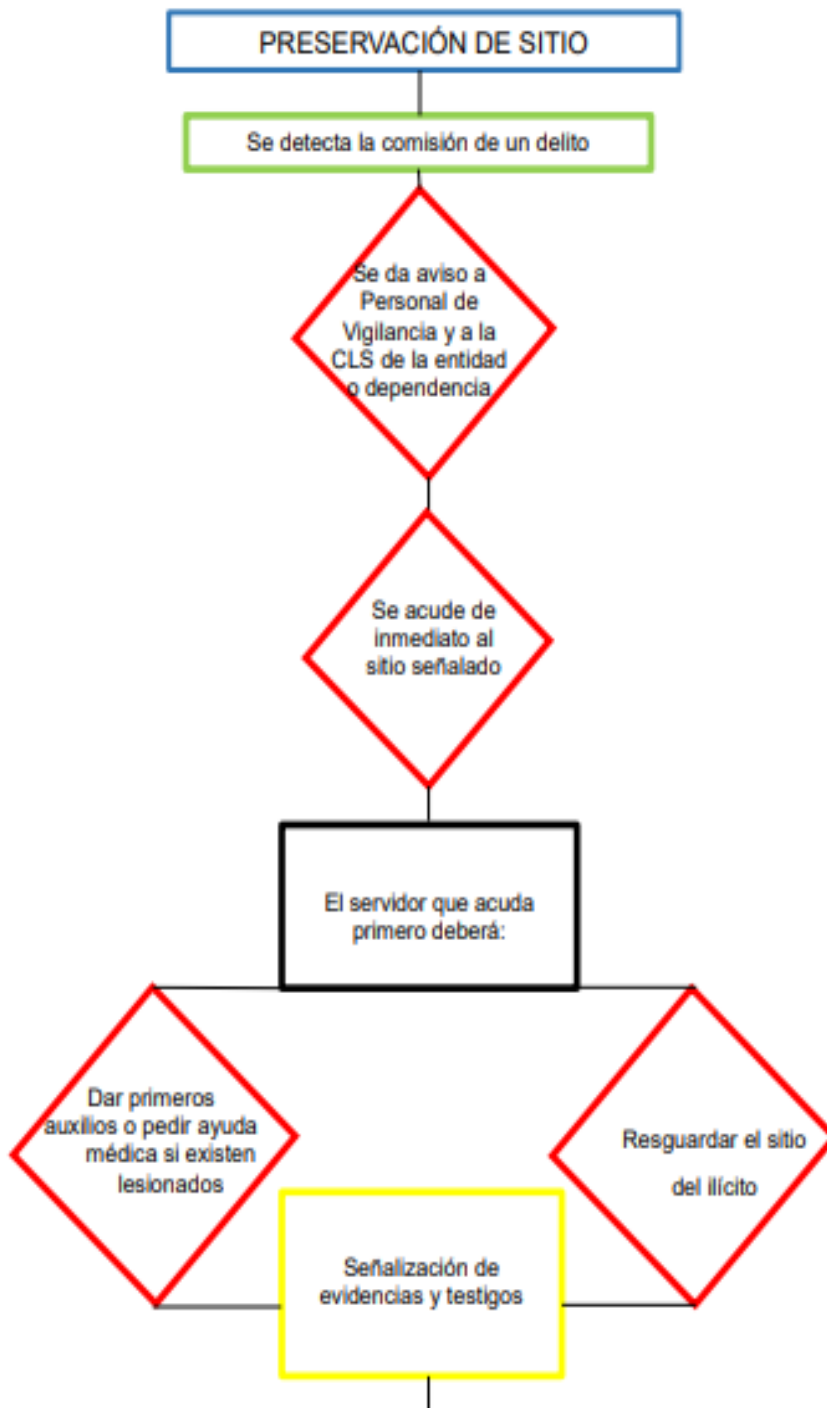 PRESERVACIÓN DE SITIO
Se detecta la comisión de un delito
Se da aviso a
Personal de
Vigilancia y a la
CLS de la entidad
o dependencia
Se acude de
inmediato al
sitio señalado
El servidor que acuda
primero deberá:
Dar primeros
auxilios o pedir ayuda
médica si existen
lesionados
Resguardar el sitio
del ilícito
Señalización de
evidencias y testigos